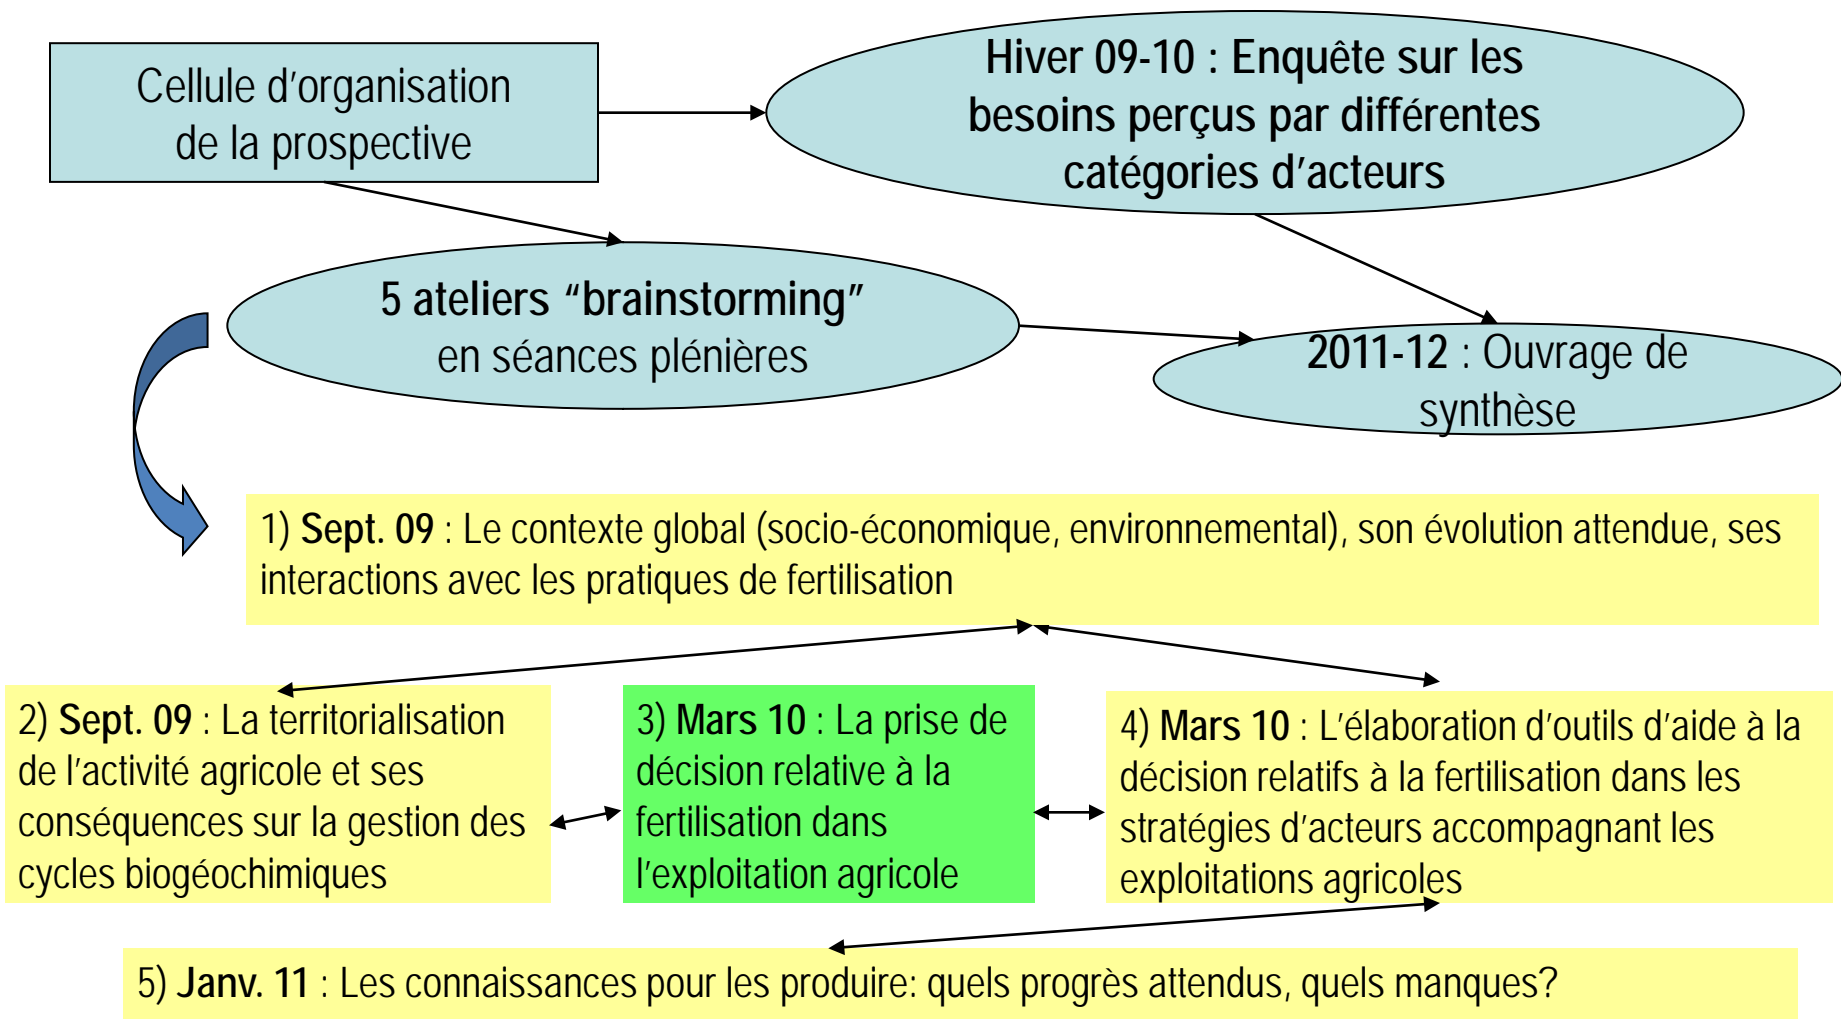 Cellule d'organisation
de la prospective
Hiver 09-10 : Enquête sur les
besoins perçus par différentes
catégories d'acteurs
5 ateliers “brainstorming”
en séances plénières
2011-12 : Ouvrage de
synthèse
1) Sept. 09 : Le contexte global (socio-économique, environnemental), son évolution attendue, ses
interactions avec les pratiques de fertilisation
2) Sept. 09 : La territorialisation
de l'activité agricole et ses
conséquences sur la gestion des
cycles biogéochimiques
3) Mars 10 : La prise de
décision relative à la
fertilisation dans
l'exploitation agricole
4) Mars 10 : L'élaboration d'outils d'aide à la
décision relatifs à la fertilisation dans les
stratégies d'acteurs accompagnant les
exploitations agricoles
5) Janv. 11 : Les connaissances pour les produire: quels progrès attendus, quels manques?